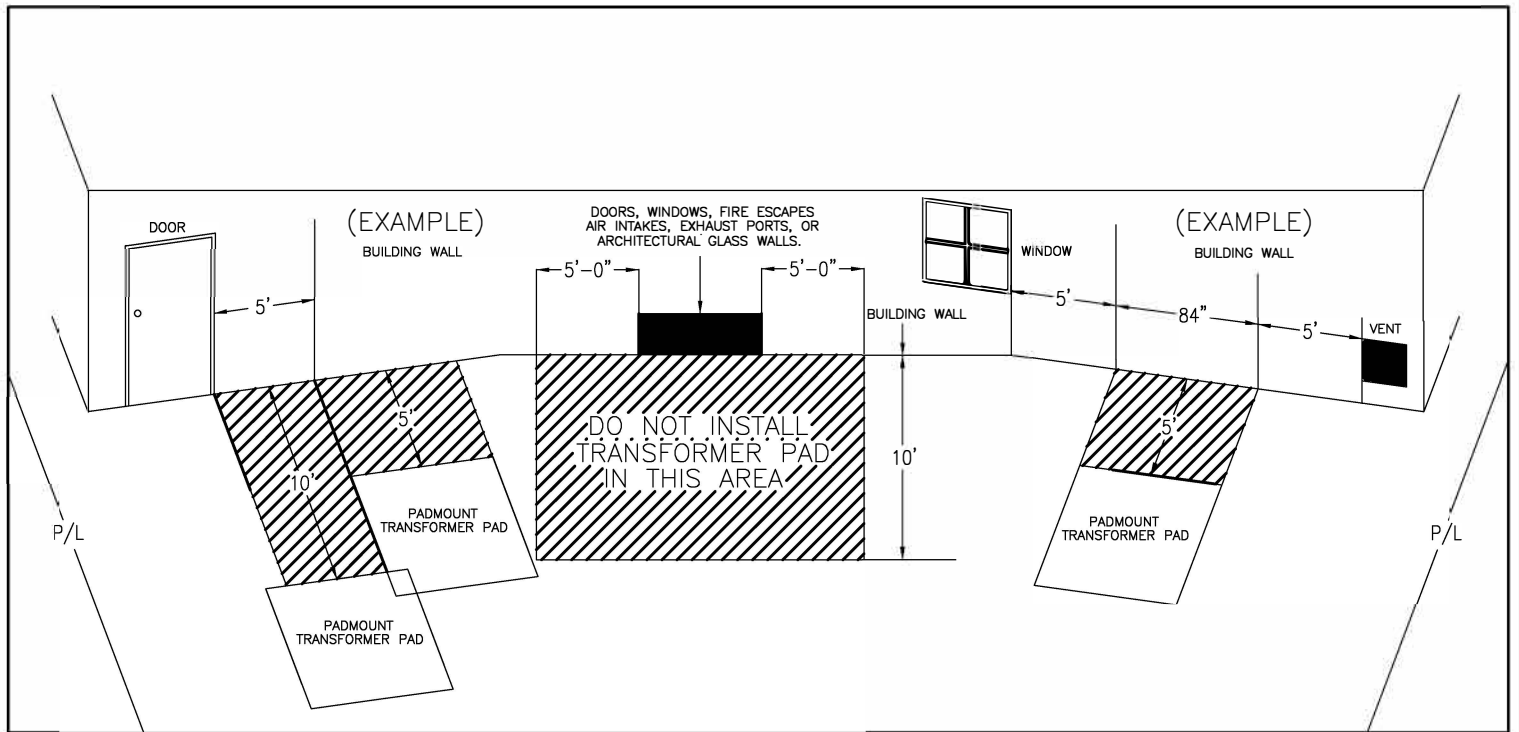 DOOR
(EXAMPLE)
BUILDING WALL
5'
DOORS, WINDOWS, FIRE ESCAPES
AIR INTAKES, EXHAUST PORTS, OR
ARCHITECTURAL GLASS WALLS.
5'-0"
5'-0"
WINDOW
(EXAMPLE)
BUILDING WALL
BUILDING WALL
5'
84"
5'
VENT
10'
5'
DO NOT INSTALL
TRANSFORMER PAD
IN THIS AREA
10'
5'
PADMOUNT
TRANSFORMER PAD
PADMOUNT
TRANSFORMER PAD
PADMOUNT
TRANSFORMER PAD
P/L
P/L